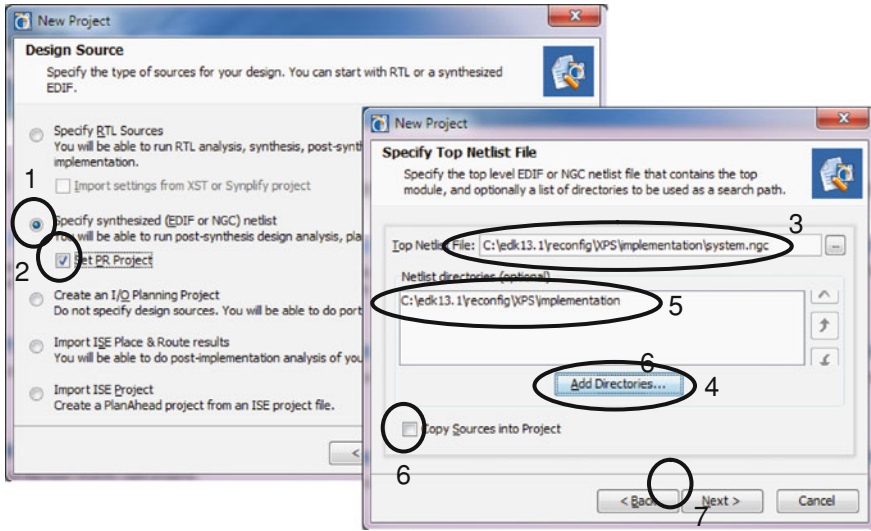 New Project
Design Source
Specify the type of sources for your design. You can start with RTL or a synthesized
EDIF.
Specify RTL Sources
You will be able to run RTL analysis, synthesis, post-synt
implementation.
Import settings from XST or Synplify project
1
Specify synthesized (EDIF or NGC) netlist
You will be able to run post-synthesis design analysis, pla
2
Set PR Project
Create an I/O Planning Project
Do not specify design sources. You will be able to do port
Import ISE Place & Route results
You will be able to do post-implementation analysis of you
Import ISE Project
Create a PlanAhead project from an ISE project file.
<
New Project
Specify Top Netlist File
Specify the top level EDIF or NGC netlist file that contains the top
module, and optionally a list of directories to be used as a search path.
3
Top Netlist File: C:\edk13.1\reconfig\XPS\implementation\system.ngc ...
Netlist directories (optional)
C:\edk13.1\reconfig\XPS\implementation
5
6
Add Directories...
4
Copy Sources into Project
6
< Back
Next >
Cancel
7